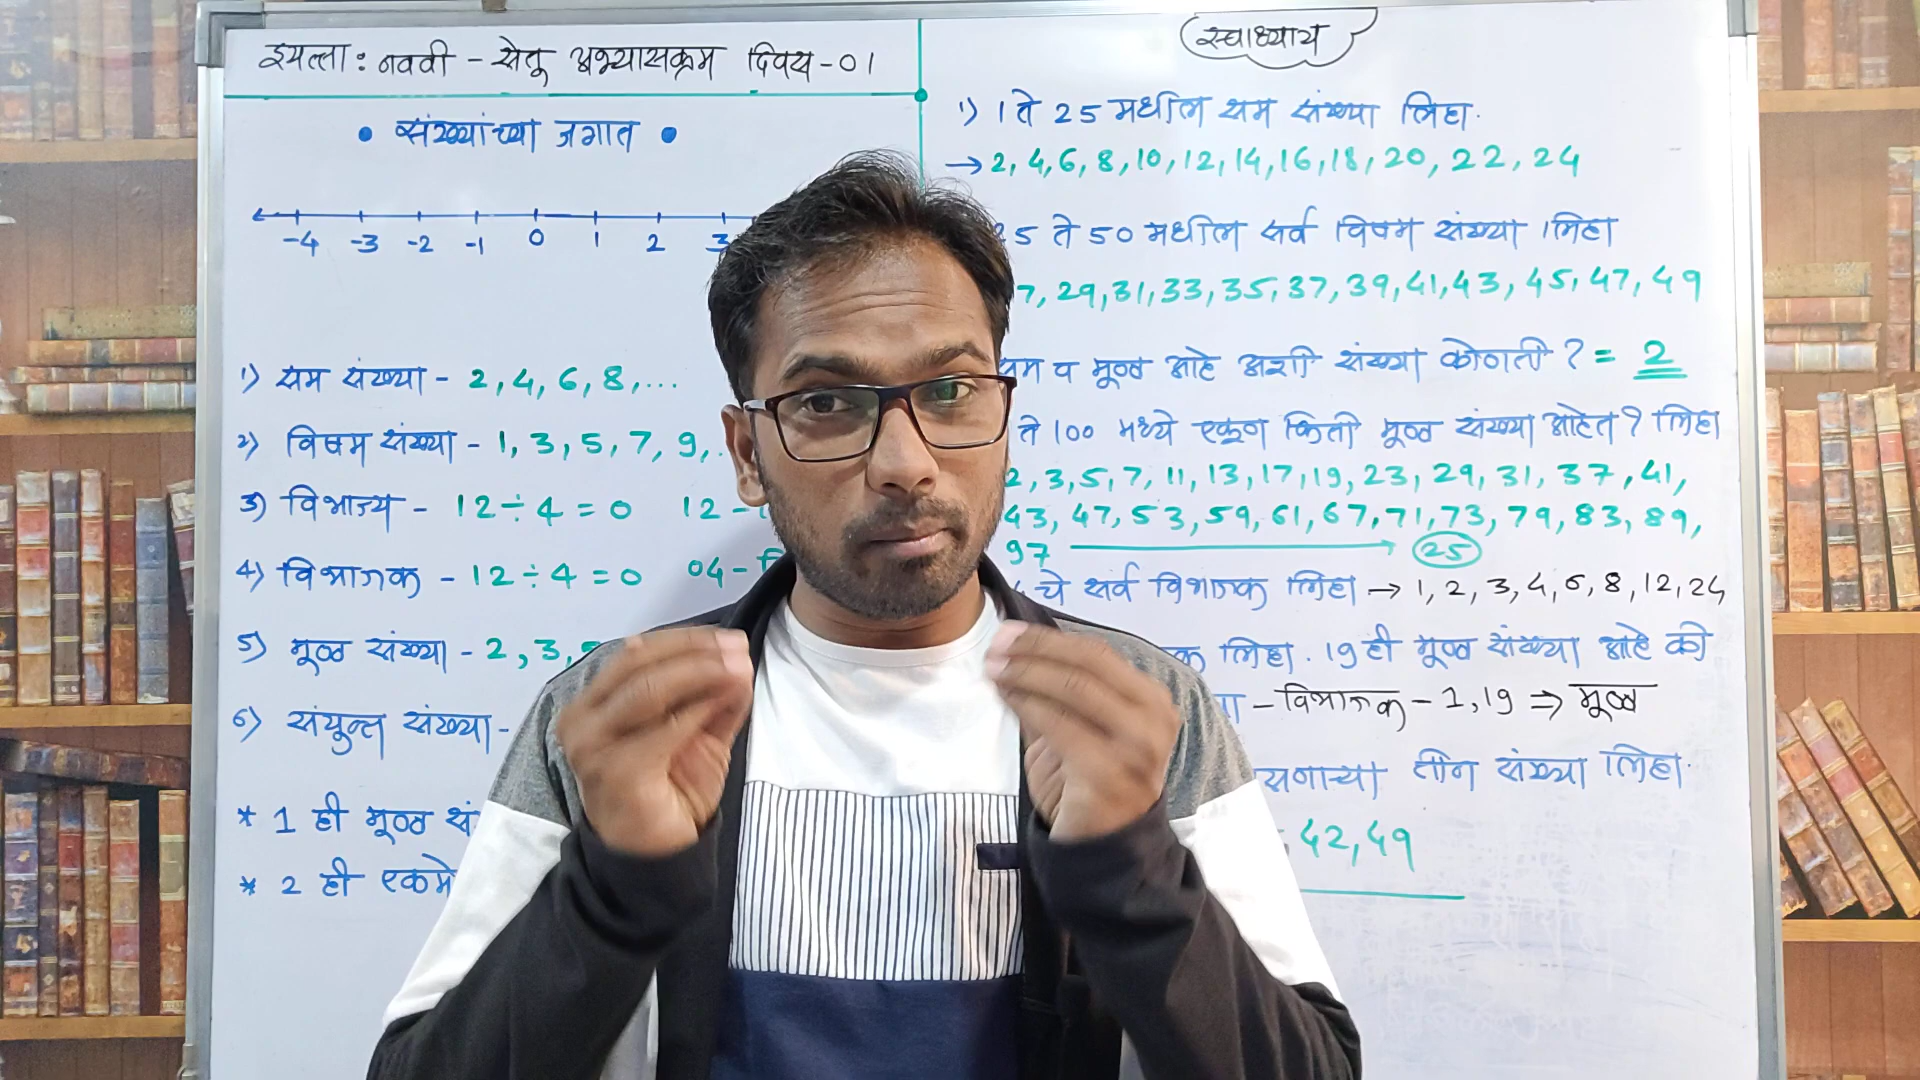 इयत्ता : नववी - सेतू अभ्यासक्रम दिवस - 01
• संख्यांच्या जगात •
-4 -3 -2 -1 0 1 2 3
1) सम संख्या - 2, 4, 6, 8, ...
2) विषम संख्या - 1, 3, 5, 7, 9, .
3) विभाज्य - 12 ÷ 4 = 0 12 -
4) विभाजक - 12 ÷ 4 = 0 04 -
5) मूळ संख्या - 2, 3,
6) संयुक्त संख्या -
* 1 ही मूळ सं
* 2 ही एकमे
स्वाध्याय
1) 1 ते 25 मधील सम संख्या लिहा.
→ 2, 4, 6, 8, 10, 12, 14, 16, 18, 20, 22, 24
5 ते 50 मधील सर्व विषम संख्या लिहा
7, 29, 31, 33, 35, 37, 39, 41, 43, 45, 47, 49
सम व मूळ आहे अशी संख्या कोणती ? = 2
ते 100 मध्ये एकूण किती मूळ संख्या आहेत ? लिहा
2, 3, 5, 7, 11, 13, 17, 19, 23, 29, 31, 37, 41,
43, 47, 53, 59, 61, 67, 71, 73, 79, 83, 89,
97 → 25
चे सर्व विभाजक लिहा → 1, 2, 3, 4, 6, 8, 12, 24
क लिहा. 19 ही मूळ संख्या आहे की
- विभाजक - 1, 19 ⇒ मूळ
असणाऱ्या तीन संख्या लिहा.
, 42, 49